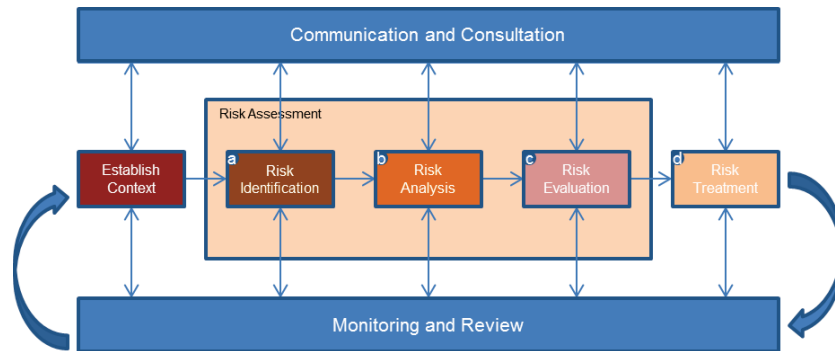 Communication and Consultation
Risk Assessment
Establish
Context
a
Risk
Identification
b
Risk
Analysis
c
Risk
Evaluation
d
Risk
Treatment
Monitoring and Review